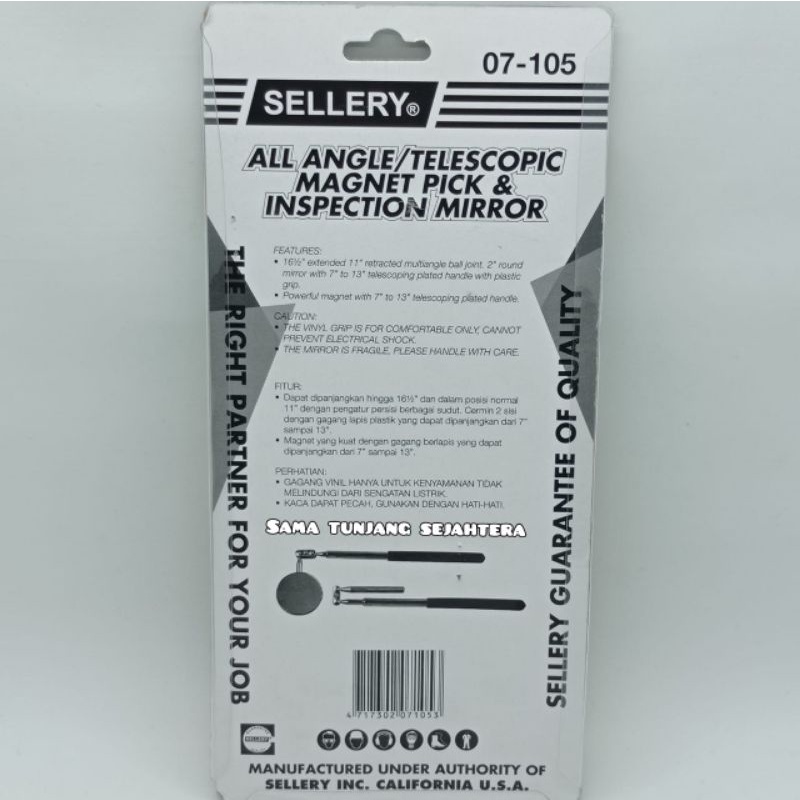 07-105
SELLERY®
ALL ANGLE/TELESCOPIC
MAGNET PICK &
INSPECTION MIRROR
FEATURES:
• 16½" extended 11" retracted multiangle ball joint. 2" round
mirror with 7" to 13" telescoping plated handle with plastic
grip.
• Powerful magnet with 7" to 13" telescoping plated handle.
CAUTION:
• THE VINYL GRIP IS FOR COMFORTABLE ONLY, CANNOT
PREVENT ELECTRICAL SHOCK.
• THE MIRROR IS FRAGILE, PLEASE HANDLE WITH CARE.
FITUR:
• Dapat dipanjangkan hingga 16½" dan dalam posisi normal
11" dengan pengatur persisi berbagai sudut. Cermin 2 sisi
dengan gagang lapis plastik yang dapat dipanjangkan dari 7"
sampai 13".
• Magnet yang kuat dengan gagang berlapis yang dapat
dipanjangkan dari 7" sampai 13".
PERHATIAN:
• GAGANG VINIL HANYA UNTUK KENYAMANAN TIDAK
MELINDUNGI DARI SENGATAN LISTRIK.
• KACA DAPAT PECAH, GUNAKAN DENGAN HATI-HATI.
SAMA TUNJANG SEJAHTERA
THE RIGHT PARTNER FOR YOUR JOB
SELLERY GUARANTEE OF QUALITY
4 717302 071053
SELLERY
MANUFACTURED UNDER AUTHORITY OF
SELLERY INC. CALIFORNIA U.S.A.